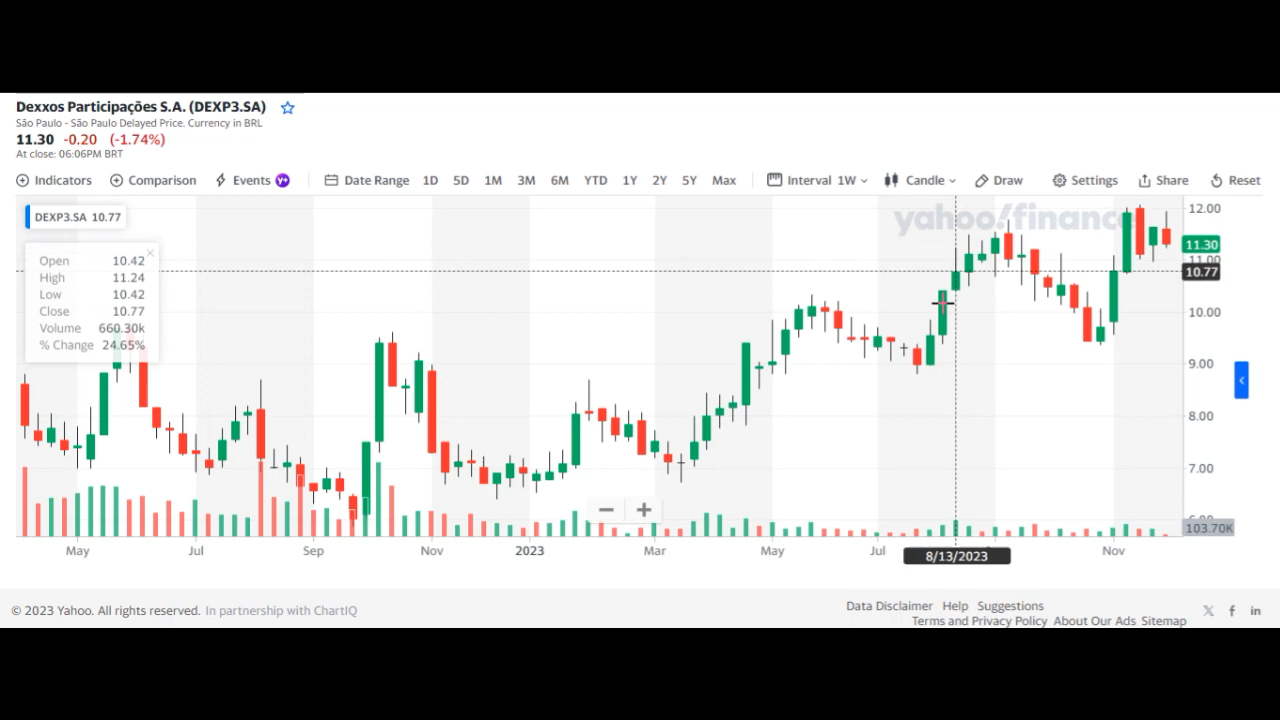 Dexxos Participações S.A. (DEXP3.SA)
São Paulo - São Paulo Delayed Price. Currency in BRL
11.30 -0.20 (-1.74%)
At close: 06:06PM BRT
Indicators Comparison Events Y+ Date Range 1D 5D 1M 3M 6M YTD 1Y 2Y 5Y Max Interval 1W Candle Draw Settings Share Reset
DEXP3.SA 10.77
yahoo!finance
12.00
11.30
11.00
10.77
10.00
9.00
8.00
7.00
6.00
103.70K
Open 10.42
High 11.24
Low 10.42
Close 10.77
Volume 660.30k
% Change 24.65%
May Jul Sep Nov 2023 Mar May Jul 8/13/2023 Nov
© 2023 Yahoo. All rights reserved. In partnership with ChartIQ
Data Disclaimer Help Suggestions
Terms and Privacy Policy About Our Ads Sitemap